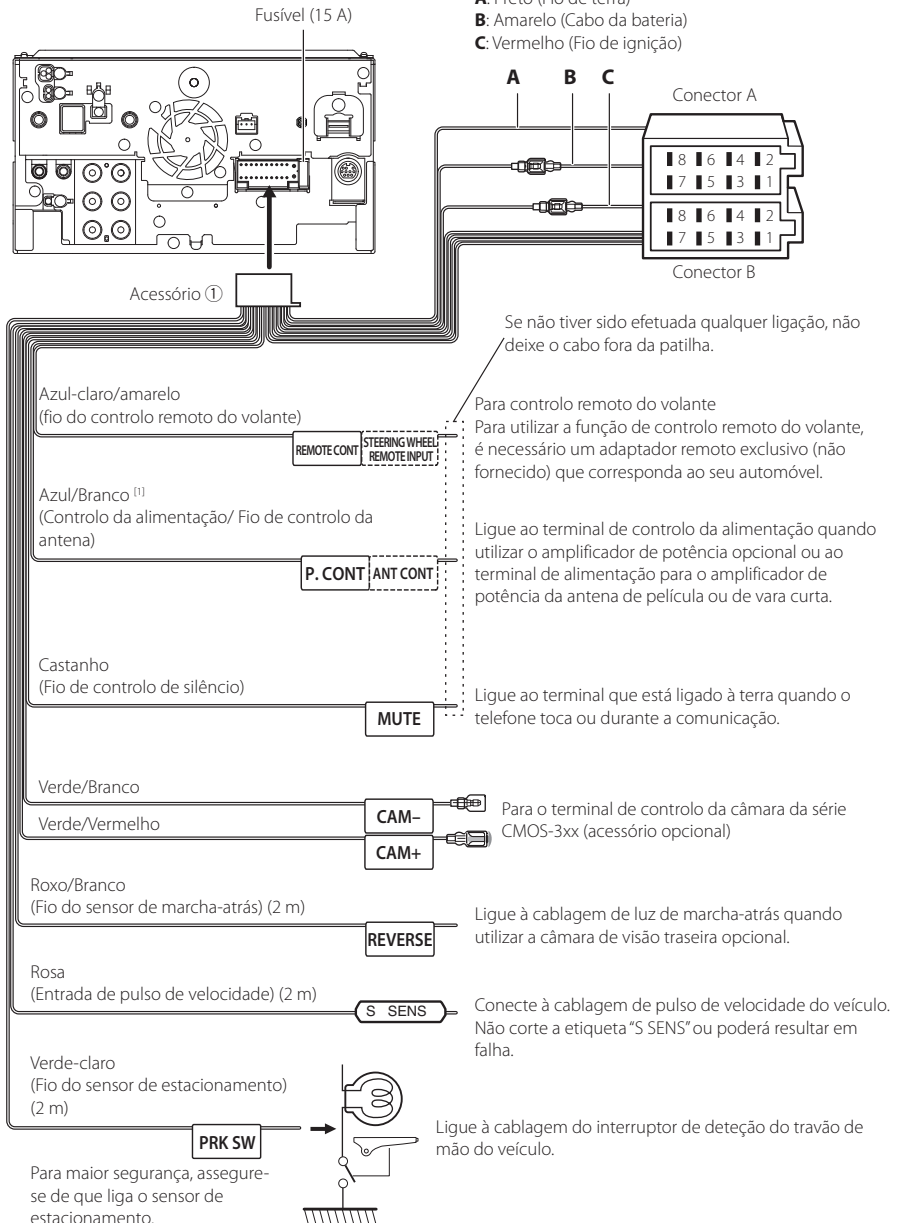 Fusível (15 A)
A: Preto (Fio de terra)
B: Amarelo (Cabo da bateria)
C: Vermelho (Fio de ignição)
A B C
Conector A
8 6 4 2
7 5 3 1
8 6 4 2
7 5 3 1
Conector B
Acessório ①
Se não tiver sido efetuada qualquer ligação, não
deixe o cabo fora da patilha.
Azul-claro/amarelo
(fio do controlo remoto do volante)
REMOTE CONT
STEERING WHEEL
REMOTE INPUT
Para controlo remoto do volante
Para utilizar a função de controlo remoto do volante,
é necessário um adaptador remoto exclusivo (não
fornecido) que corresponda ao seu automóvel.
Azul/Branco [1]
(Controlo da alimentação/ Fio de controlo da
antena)
P. CONT ANT CONT
Ligue ao terminal de controlo da alimentação quando
utilizar o amplificador de potência opcional ou ao
terminal de alimentação para o amplificador de
potência da antena de película ou de vara curta.
Castanho
(Fio de controlo de silêncio)
MUTE
Ligue ao terminal que está ligado à terra quando o
telefone toca ou durante a comunicação.
Verde/Branco
CAM–
Verde/Vermelho
CAM+
Para o terminal de controlo da câmara da série
CMOS-3xx (acessório opcional)
Roxo/Branco
(Fio do sensor de marcha-atrás) (2 m)
REVERSE
Ligue à cablagem de luz de marcha-atrás quando
utilizar a câmara de visão traseira opcional.
Rosa
(Entrada de pulso de velocidade) (2 m)
S SENS
Conecte à cablagem de pulso de velocidade do veículo.
Não corte a etiqueta “S SENS” ou poderá resultar em
falha.
Verde-claro
(Fio do sensor de estacionamento)
(2 m)
PRK SW
Ligue à cablagem do interruptor de deteção do travão de
mão do veículo.
Para maior segurança, assegure-
se de que liga o sensor de
estacionamento.